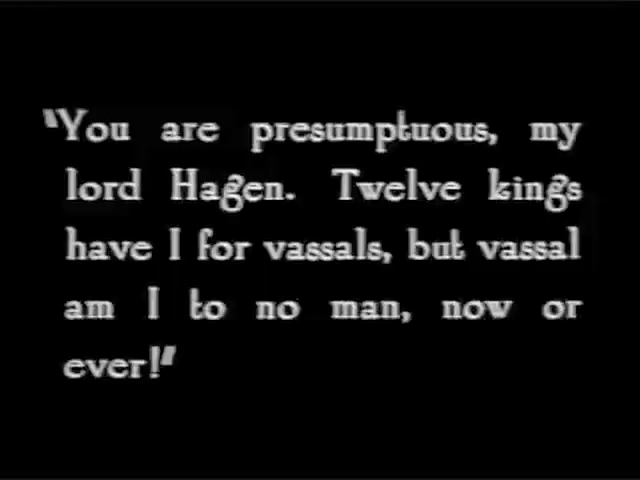 "You are presumptuous, my
lord Hagen. Twelve kings
have I for vassals, but vassal
am I to no man, now or
ever!"